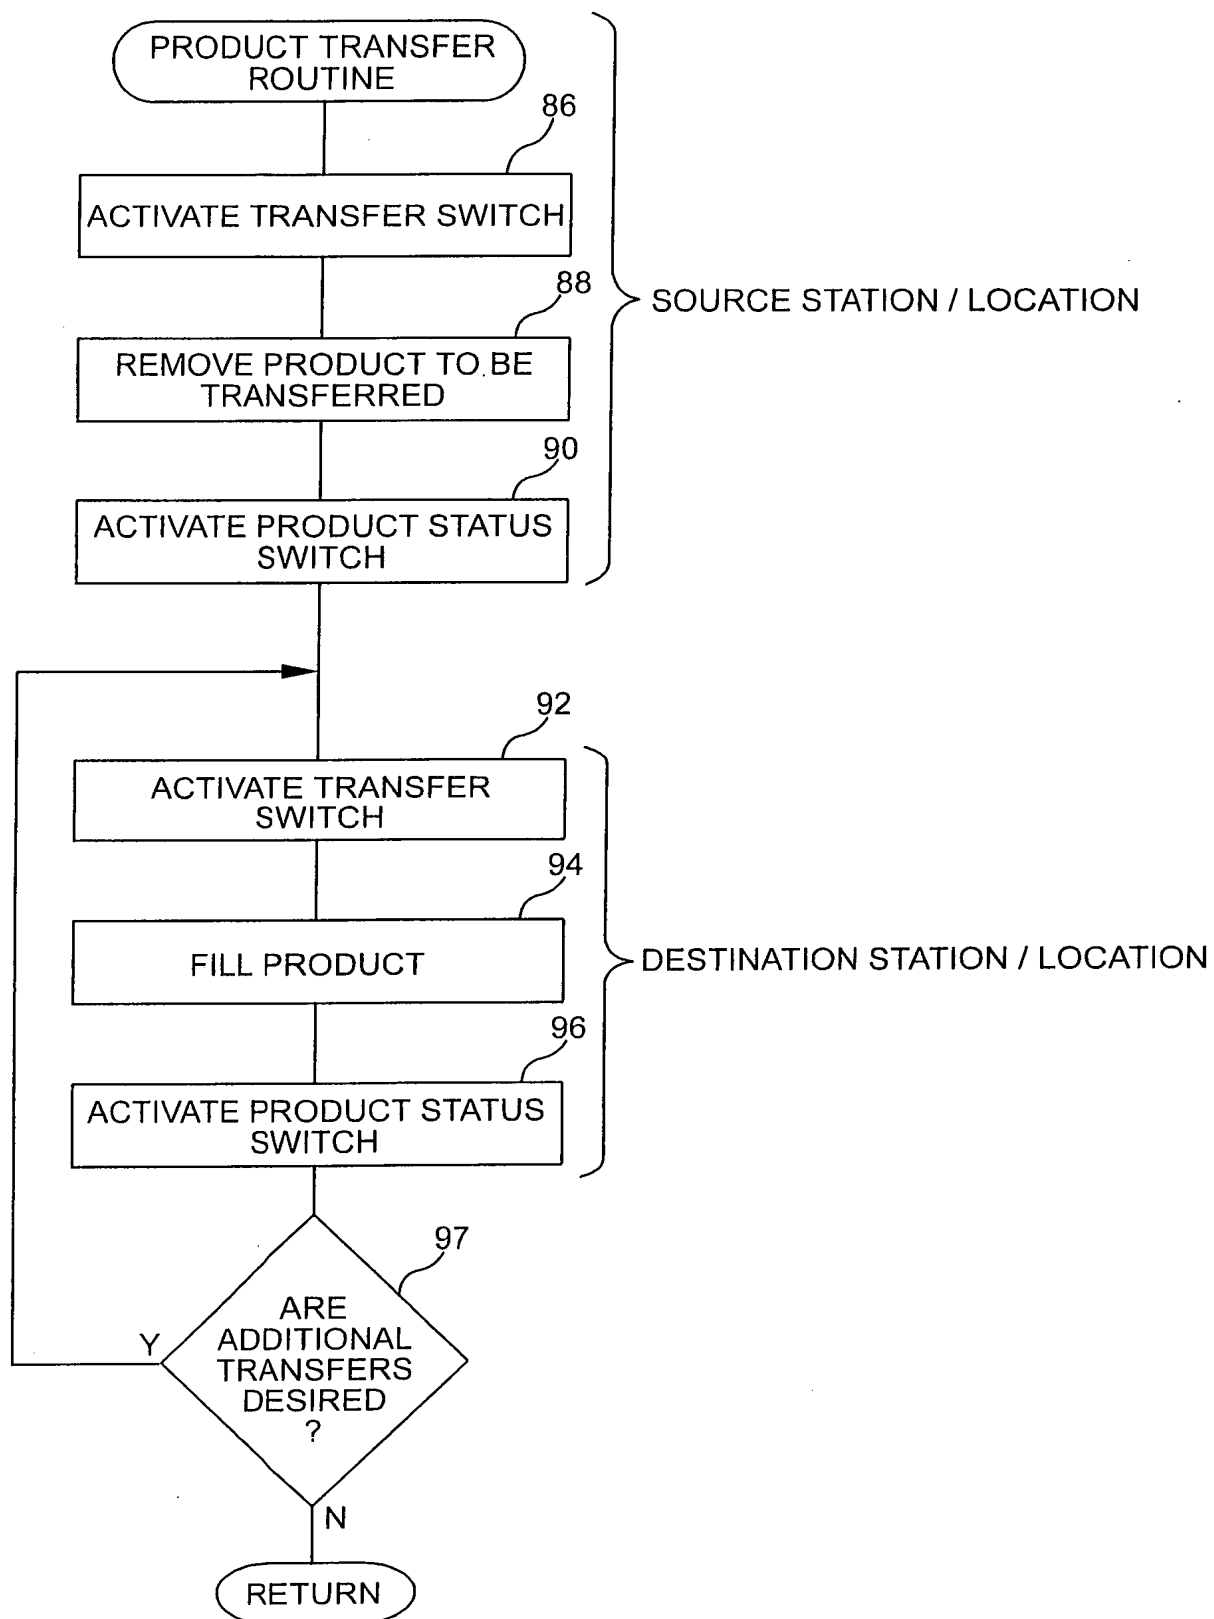 PRODUCT TRANSFER
ROUTINE
86
ACTIVATE TRANSFER SWITCH
88
SOURCE STATION / LOCATION
REMOVE PRODUCT TO BE
TRANSFERRED
90
ACTIVATE PRODUCT STATUS
SWITCH
92
ACTIVATE TRANSFER
SWITCH
94
FILL PRODUCT
DESTINATION STATION / LOCATION
96
ACTIVATE PRODUCT STATUS
SWITCH
97
ARE
ADDITIONAL
TRANSFERS
DESIRED
?
Y
N
RETURN